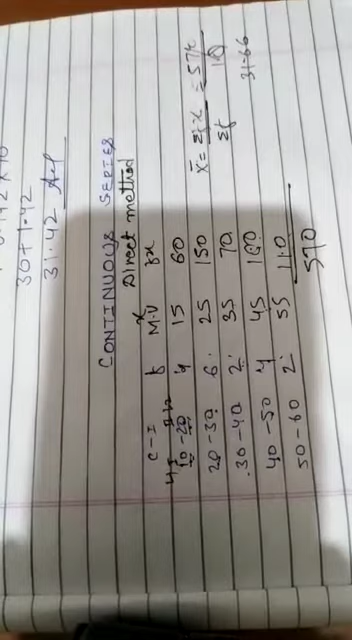 30+1.42
31.42 Ans
CONTINUOUS SERIES
Direct method
x
C-I f M.V fx
10-20 4 15 60
20-30 6 25 150
30-40 2 35 70
40-50 4 45 180
50-60 2 55 110
570
x̄ = Σfx = 570
Σf 18
31.66